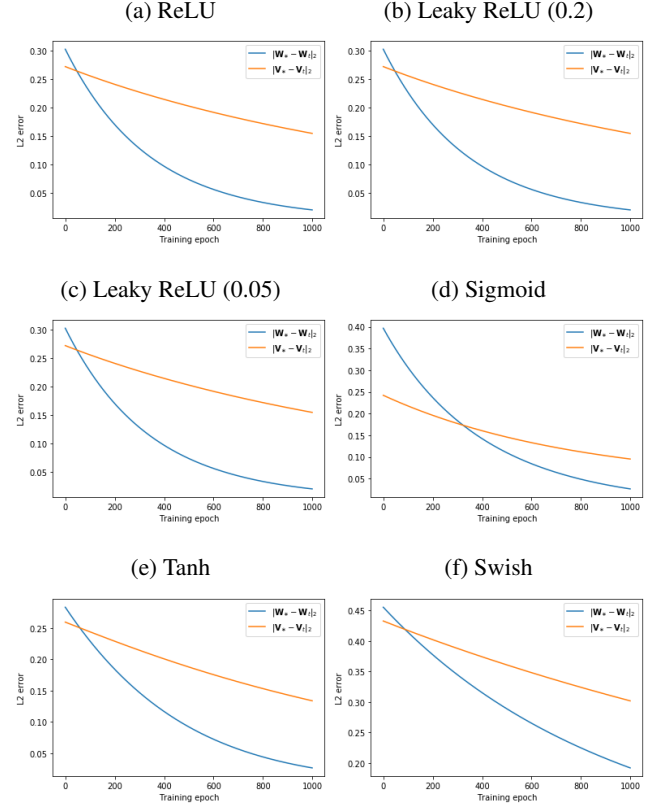 (a) ReLU
(b) Leaky ReLU (0.2)
0.30
0.25
0.20
0.15
0.10
0.05
L2 error
|W∗ − Wt|2
|V∗ − Vt|2
0 200 400 600 800 1000
Training epoch
0.30
0.25
0.20
0.15
0.10
0.05
L2 error
|W∗ − Wt|2
|V∗ − Vt|2
0 200 400 600 800 1000
Training epoch
(c) Leaky ReLU (0.05)
(d) Sigmoid
0.30
0.25
0.20
0.15
0.10
0.05
L2 error
|W∗ − Wt|2
|V∗ − Vt|2
0 200 400 600 800 1000
Training epoch
0.40
0.35
0.30
0.25
0.20
0.15
0.10
0.05
L2 error
|W∗ − Wt|2
|V∗ − Vt|2
0 200 400 600 800 1000
Training epoch
(e) Tanh
(f) Swish
0.25
0.20
0.15
0.10
0.05
L2 error
|W∗ − Wt|2
|V∗ − Vt|2
0 200 400 600 800 1000
Training epoch
0.45
0.40
0.35
0.30
0.25
0.20
L2 error
|W∗ − Wt|2
|V∗ − Vt|2
0 200 400 600 800 1000
Training epoch